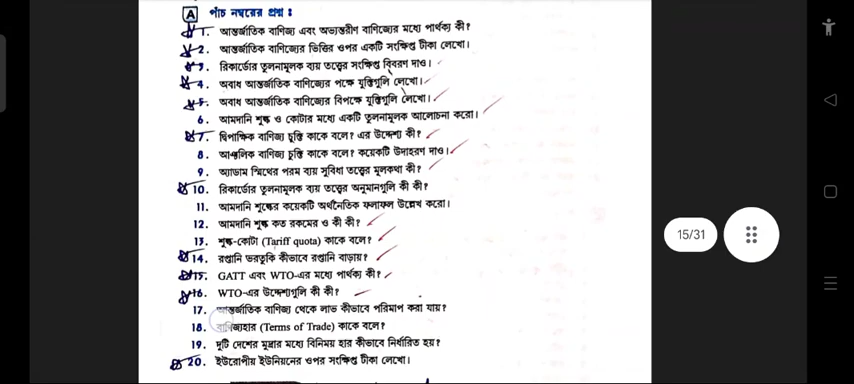 A পাঁচ নম্বরের প্রশ্ন :
1. আন্তর্জাতিক বাণিজ্য এবং অভ্যন্তরীণ বাণিজ্যের মধ্যে পার্থক্য কী?
2. আন্তর্জাতিক বাণিজ্যের ভিত্তির ওপর একটি সংক্ষিপ্ত টীকা লেখো।
3. রিকার্ডোর তুলনামূলক ব্যয় তত্ত্বের সংক্ষিপ্ত বিবরণ দাও।
4. অবাধ আন্তর্জাতিক বাণিজ্যের পক্ষে যুক্তিগুলি লেখো।
5. অবাধ আন্তর্জাতিক বাণিজ্যের বিপক্ষে যুক্তিগুলি লেখো।
6. আমদানি শুল্ক ও কোটার মধ্যে একটি তুলনামূলক আলোচনা করো।
7. দ্বিপাক্ষিক বাণিজ্য চুক্তি কাকে বলে? এর উদ্দেশ্য কী?
8. আঞ্চলিক বাণিজ্য চুক্তি কাকে বলে? কয়েকটি উদাহরণ দাও।
9. অ্যাডাম স্মিথের পরম ব্যয় সুবিধা তত্ত্বের মূলকথা কী?
10. রিকার্ডোর তুলনামূলক ব্যয় তত্ত্বের অনুমানগুলি কী কী?
11. আমদানি শুল্কের কয়েকটি অর্থনৈতিক ফলাফল উল্লেখ করো।
12. আমদানি শুল্ক কত রকমের ও কী কী?
13. শুল্ক-কোটা (Tariff quota) কাকে বলে?
14. রপ্তানি ভরতুকি কীভাবে রপ্তানি বাড়ায়?
15. GATT এবং WTO-এর মধ্যে পার্থক্য কী?
16. WTO-এর উদ্দেশ্যগুলি কী কী?
17. আন্তর্জাতিক বাণিজ্য থেকে লাভ কীভাবে পরিমাপ করা যায়?
18. বাণিজ্যহার (Terms of Trade) কাকে বলে?
19. দুটি দেশের মুদ্রার মধ্যে বিনিময় হার কীভাবে নির্ধারিত হয়?
20. ইউরোপীয় ইউনিয়নের ওপর সংক্ষিপ্ত টীকা লেখো।
15/31